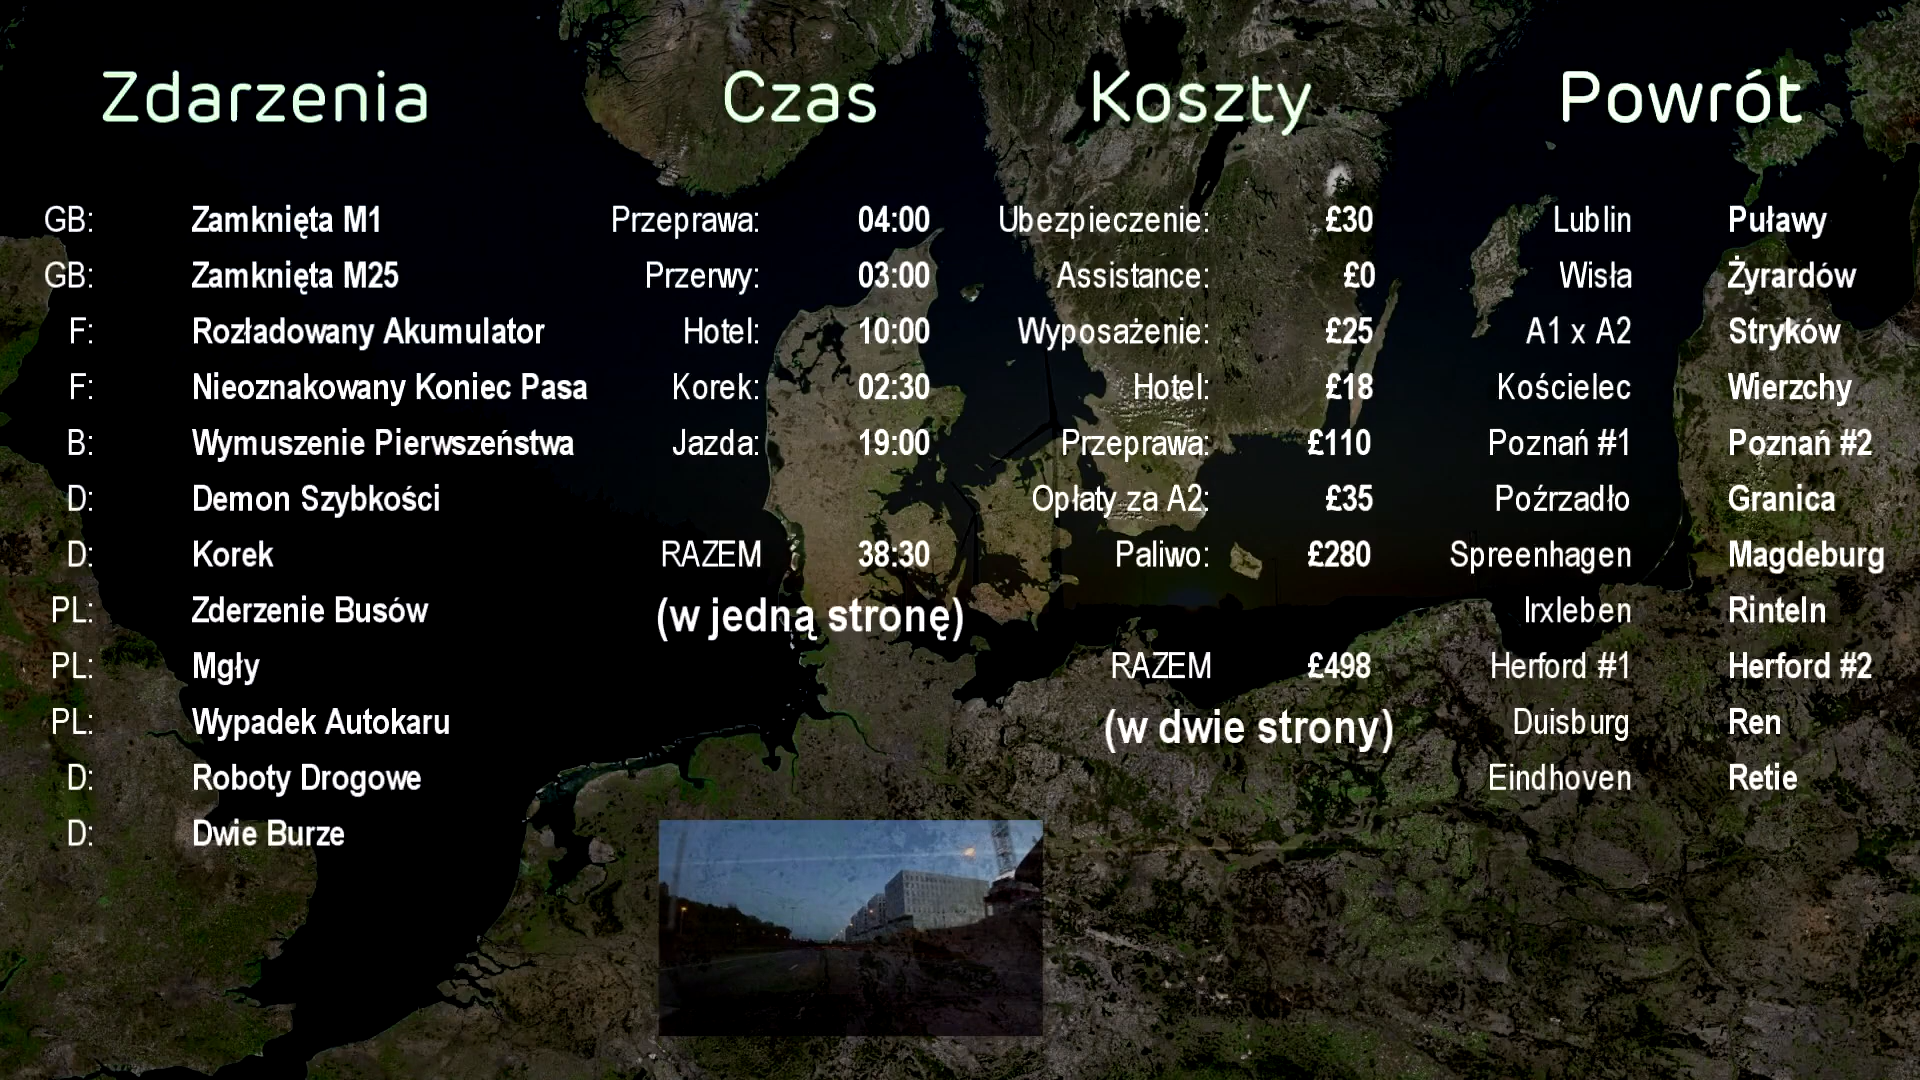 Zdarzenia
GB: Zamknięta M1
GB: Zamknięta M25
F: Rozładowany Akumulator
F: Nieoznakowany Koniec Pasa
B: Wymuszenie Pierwszeństwa
D: Demon Szybkości
D: Korek
PL: Zderzenie Busów
PL: Mgły
PL: Wypadek Autokaru
D: Roboty Drogowe
D: Dwie Burze
Czas
Przeprawa: 04:00
Przerwy: 03:00
Hotel: 10:00
Korek: 02:30
Jazda: 19:00
RAZEM 38:30
(w jedną stronę)
Koszty
Ubezpieczenie: £30
Assistance: £0
Wyposażenie: £25
Hotel: £18
Przeprawa: £110
Opłaty za A2: £35
Paliwo: £280
RAZEM £498
(w dwie strony)
Powrót
Lublin Puławy
Wisła Żyrardów
A1 x A2 Stryków
Kościelec Wierzchy
Poznań #1 Poznań #2
Poźrzadło Granica
Spreenhagen Magdeburg
Irxleben Rinteln
Herford #1 Herford #2
Duisburg Ren
Eindhoven Retie